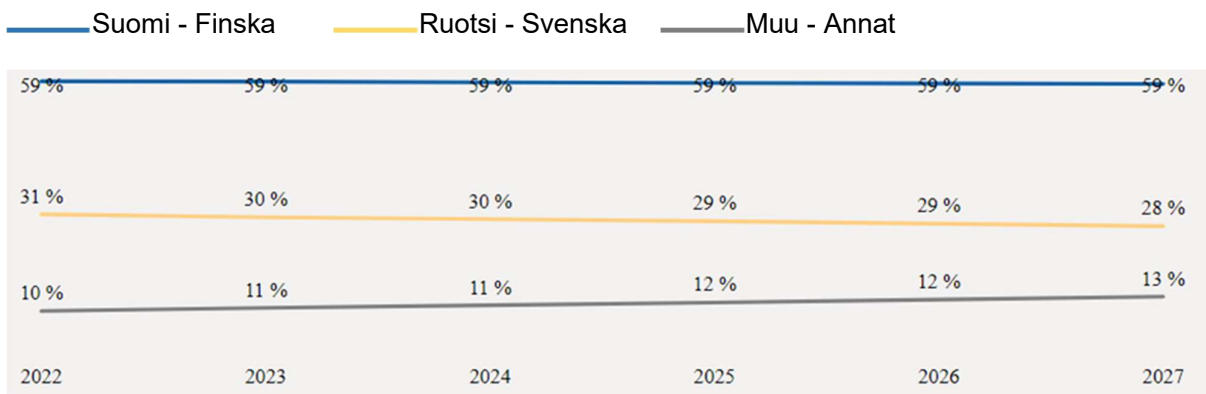 Suomi - Finska Ruotsi - Svenska Muu - Annat
59 % 59 % 59 % 59 % 59 % 59 %
31 % 30 % 30 % 29 % 29 % 28 %
10 % 11 % 11 % 12 % 12 % 13 %
2022 2023 2024 2025 2026 2027